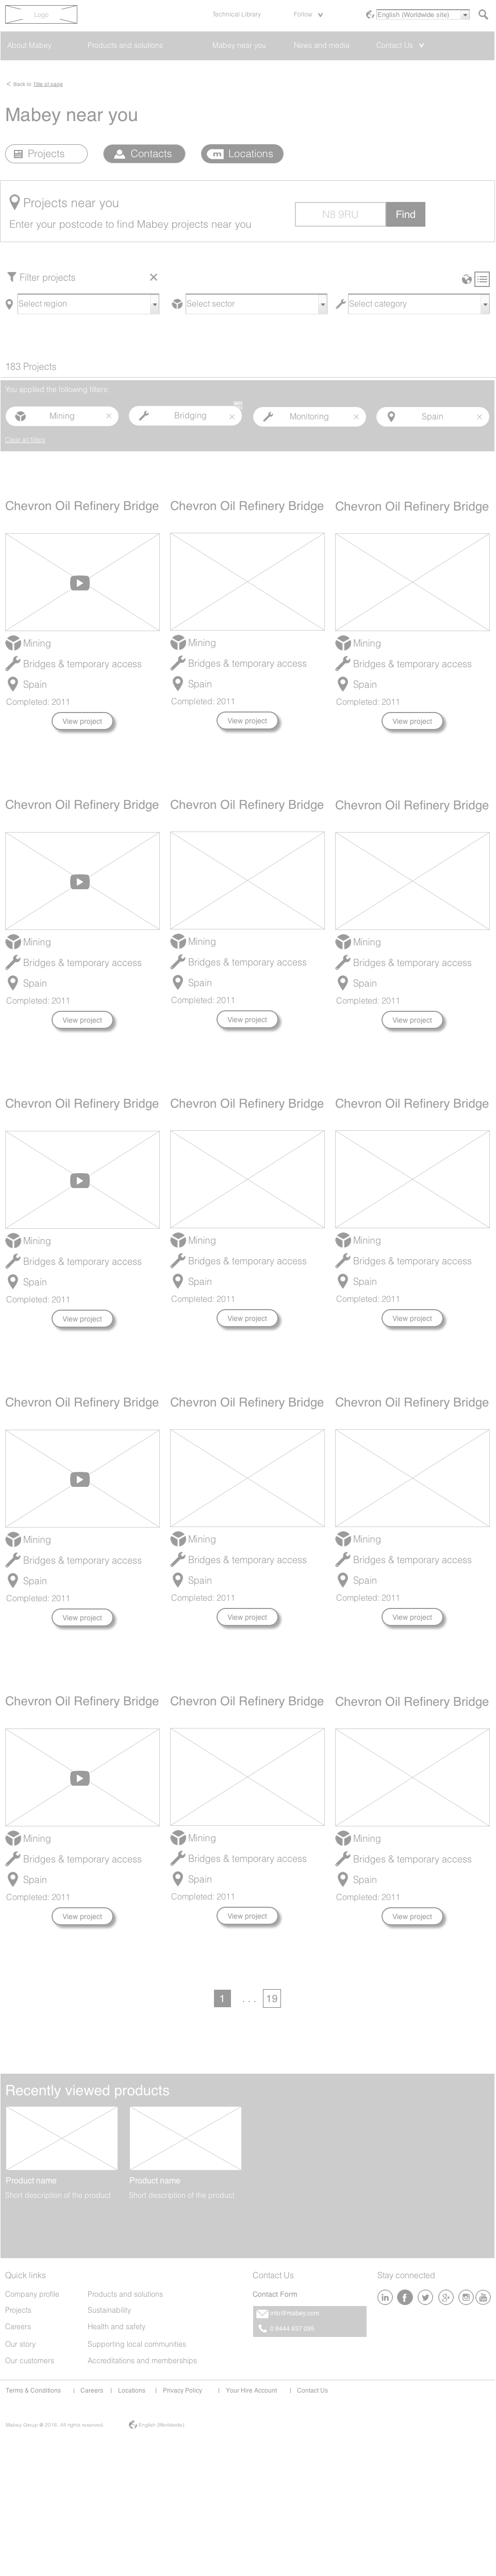 Logo
Technical Library Follow English (Worldwide site)
About Mabey Products and solutions Mabey near you News and media Contact Us
< Back to Title of page
Mabey near you
Projects Contacts Locations
Projects near you
Enter your postcode to find Mabey projects near you
N8 9RU Find
Filter projects
Select region Select sector Select category
183 Projects
You applied the following filters:
Mining Bridging Monitoring Spain
Clear all filters
Chevron Oil Refinery Bridge Chevron Oil Refinery Bridge Chevron Oil Refinery Bridge
Mining Mining Mining
Bridges & temporary access Bridges & temporary access Bridges & temporary access
Spain Spain Spain
Completed: 2011 Completed: 2011 Completed: 2011
View project View project View project
Chevron Oil Refinery Bridge Chevron Oil Refinery Bridge Chevron Oil Refinery Bridge
Mining Mining Mining
Bridges & temporary access Bridges & temporary access Bridges & temporary access
Spain Spain Spain
Completed: 2011 Completed: 2011 Completed: 2011
View project View project View project
Chevron Oil Refinery Bridge Chevron Oil Refinery Bridge Chevron Oil Refinery Bridge
Mining Mining Mining
Bridges & temporary access Bridges & temporary access Bridges & temporary access
Spain Spain Spain
Completed: 2011 Completed: 2011 Completed: 2011
View project View project View project
Chevron Oil Refinery Bridge Chevron Oil Refinery Bridge Chevron Oil Refinery Bridge
Mining Mining Mining
Bridges & temporary access Bridges & temporary access Bridges & temporary access
Spain Spain Spain
Completed: 2011 Completed: 2011 Completed: 2011
View project View project View project
Chevron Oil Refinery Bridge Chevron Oil Refinery Bridge Chevron Oil Refinery Bridge
Mining Mining Mining
Bridges & temporary access Bridges & temporary access Bridges & temporary access
Spain Spain Spain
Completed: 2011 Completed: 2011 Completed: 2011
View project View project View project
1 . . . 19
Recently viewed products
Product name Product name
Short description of the product Short description of the product
Quick links Contact Us Stay connected
Company profile Products and solutions Contact Form
Projects Sustainability info@mabey.com
Careers Health and safety
Our story Supporting local communities
Our customers Accreditations and memberships
Terms & Conditions | Careers | Locations | Privacy Policy | Your Hire Account | Contact Us
Mabey Group © 2016. All rights reserved. English (Worldwide)